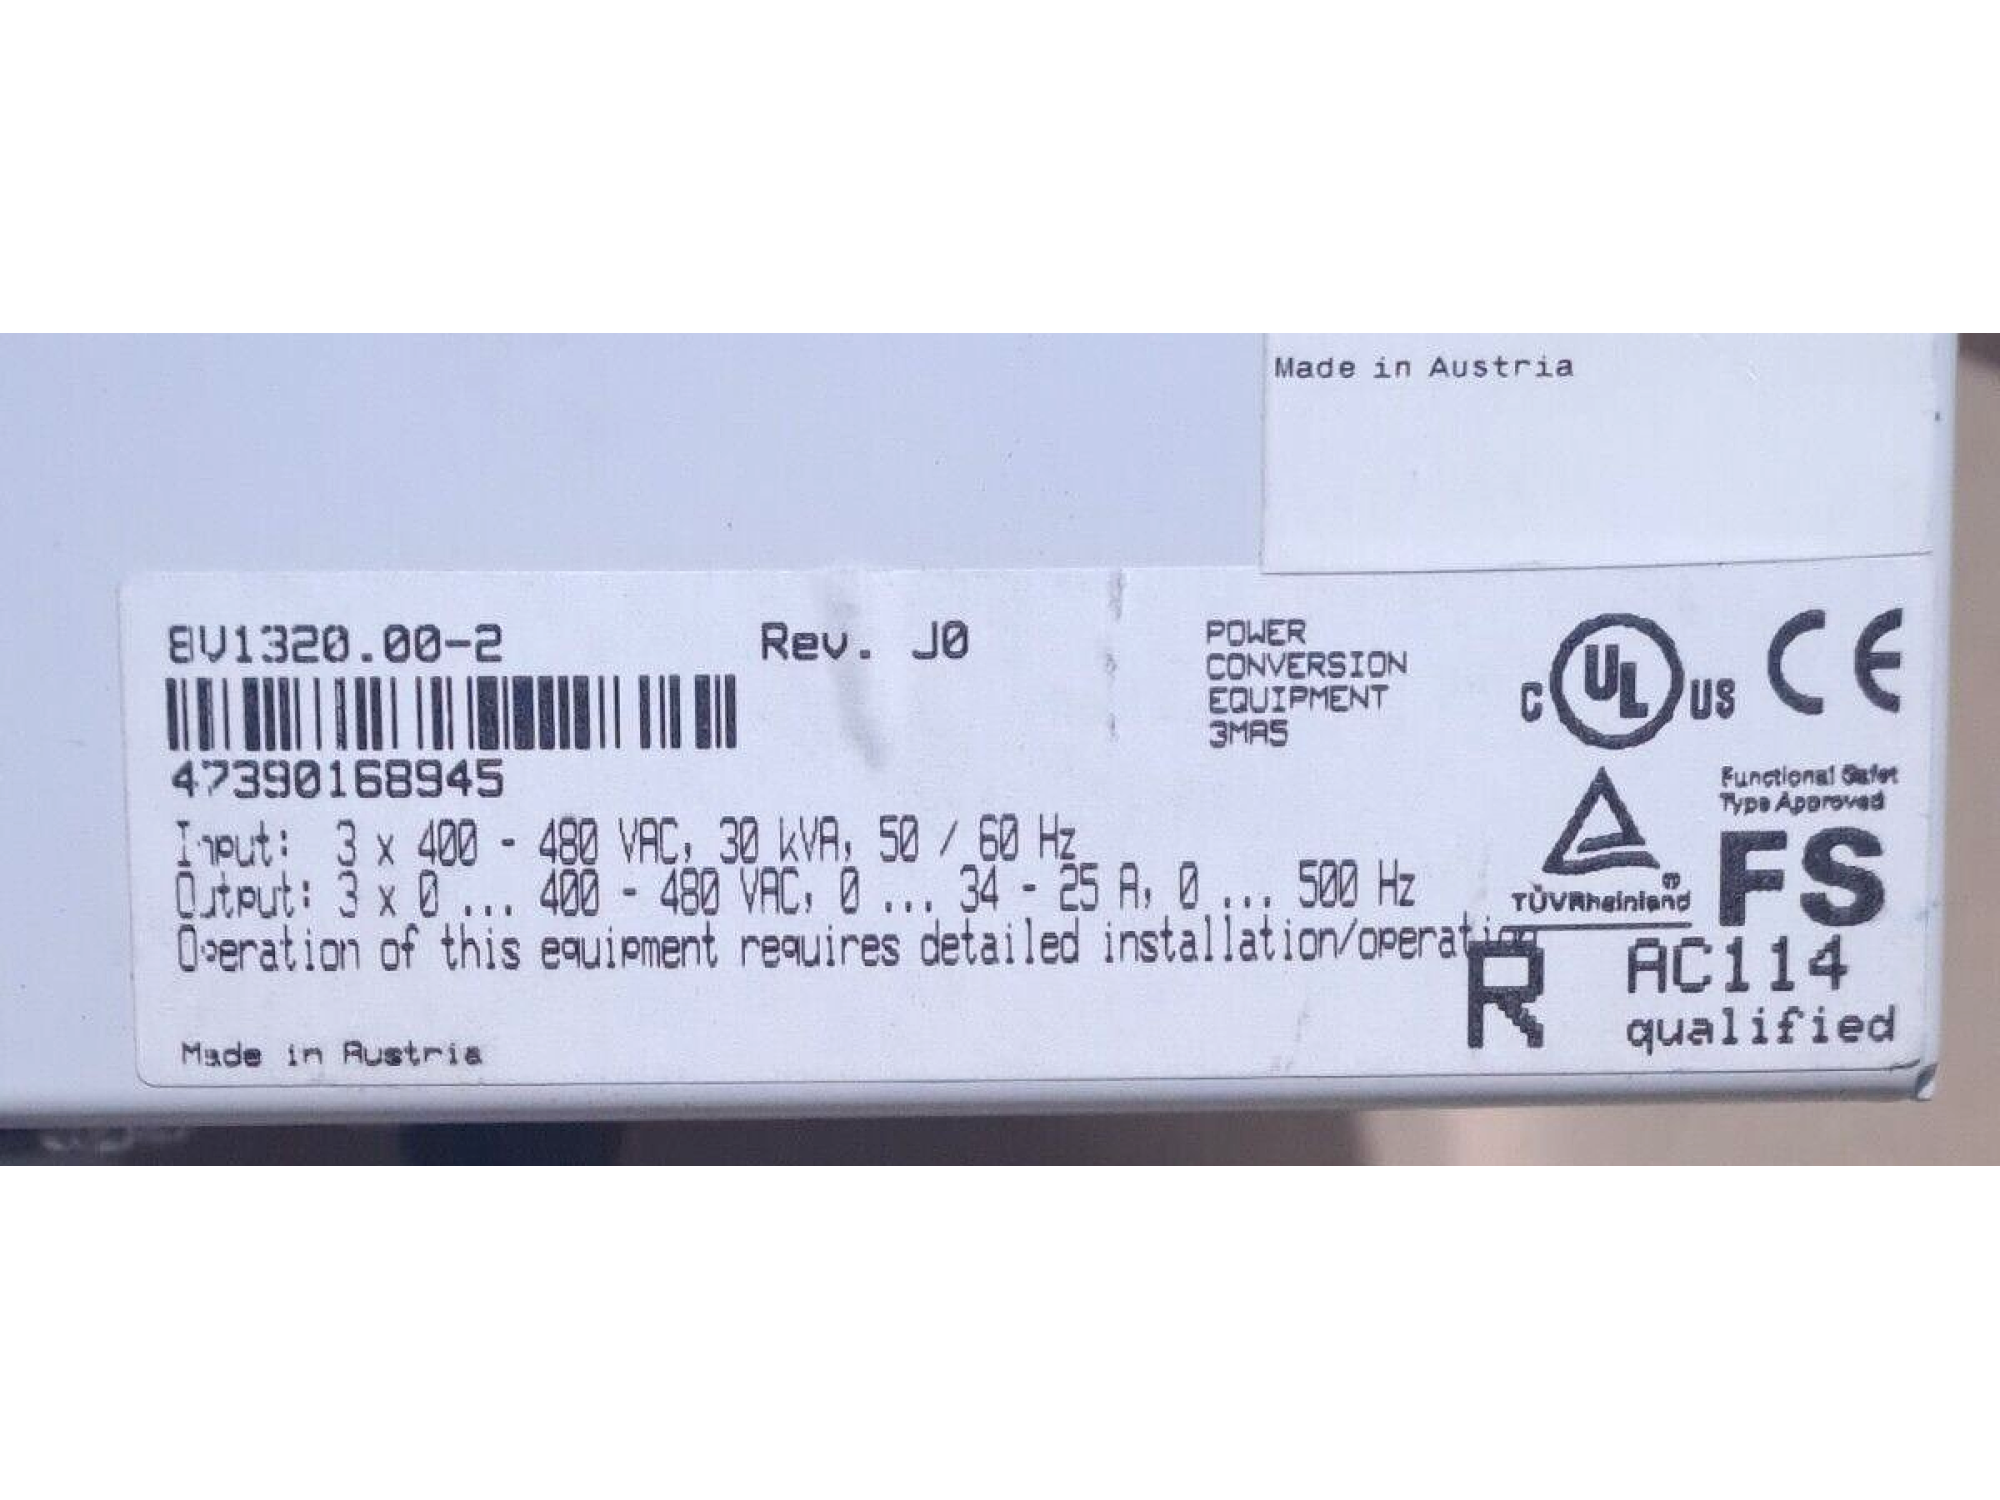 Made in Austria
8V1320.00-2 Rev. J0
47390168945
POWER
CONVERSION
EQUIPMENT
3MA5
C UL US CE
Input: 3 x 400 - 480 VAC, 30 kVA, 50 / 60 Hz
Output: 3 x 0 ... 400 - 480 VAC, 0 ... 34 - 25 A, 0 ... 500 Hz
Operation of this equipment requires detailed installation/operation
Functional Safet
Type Approved
FS
TÜVRheinland®
R AC114
qualified
Made in Austria